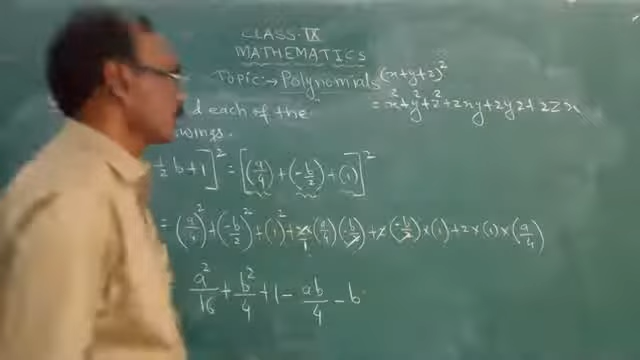 CLASS-IX
MATHEMATICS
Topic:→ Polynomials (x+y+z)²
= x²+y²+z²+2xy+2yz+2zx
d each of the
wings.
½ b + 1]² = [(a/4) + (-b/2) + (1)]²
= (a/4)² + (-b/2)² + (1)² + 2×(a/4)(-b/2) + 2×(-b/2)×(1) + 2×(1)×(a/4)
a²/16 + b²/4 + 1 - ab/4 - b